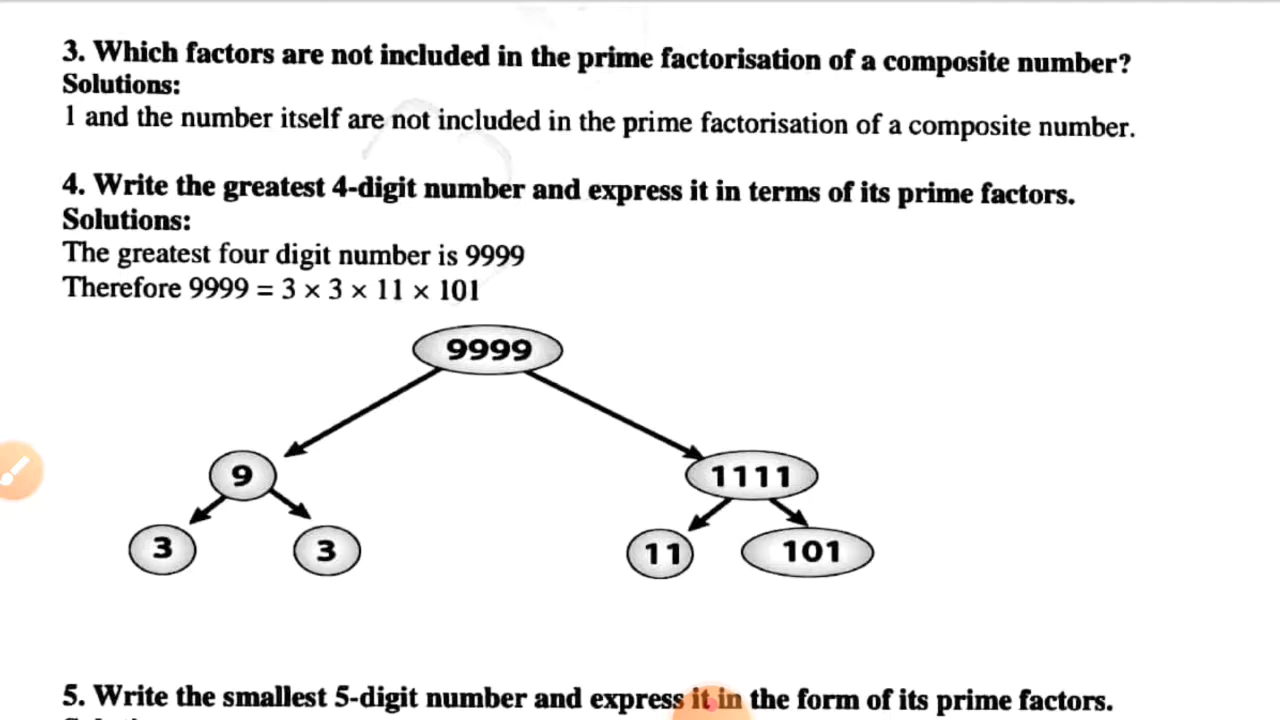 3. Which factors are not included in the prime factorisation of a composite number?
Solutions:
1 and the number itself are not included in the prime factorisation of a composite number.
4. Write the greatest 4-digit number and express it in terms of its prime factors.
Solutions:
The greatest four digit number is 9999
Therefore 9999 = 3 × 3 × 11 × 101
9999
9 1111
3 3 11 101
5. Write the smallest 5-digit number and express it in the form of its prime factors.